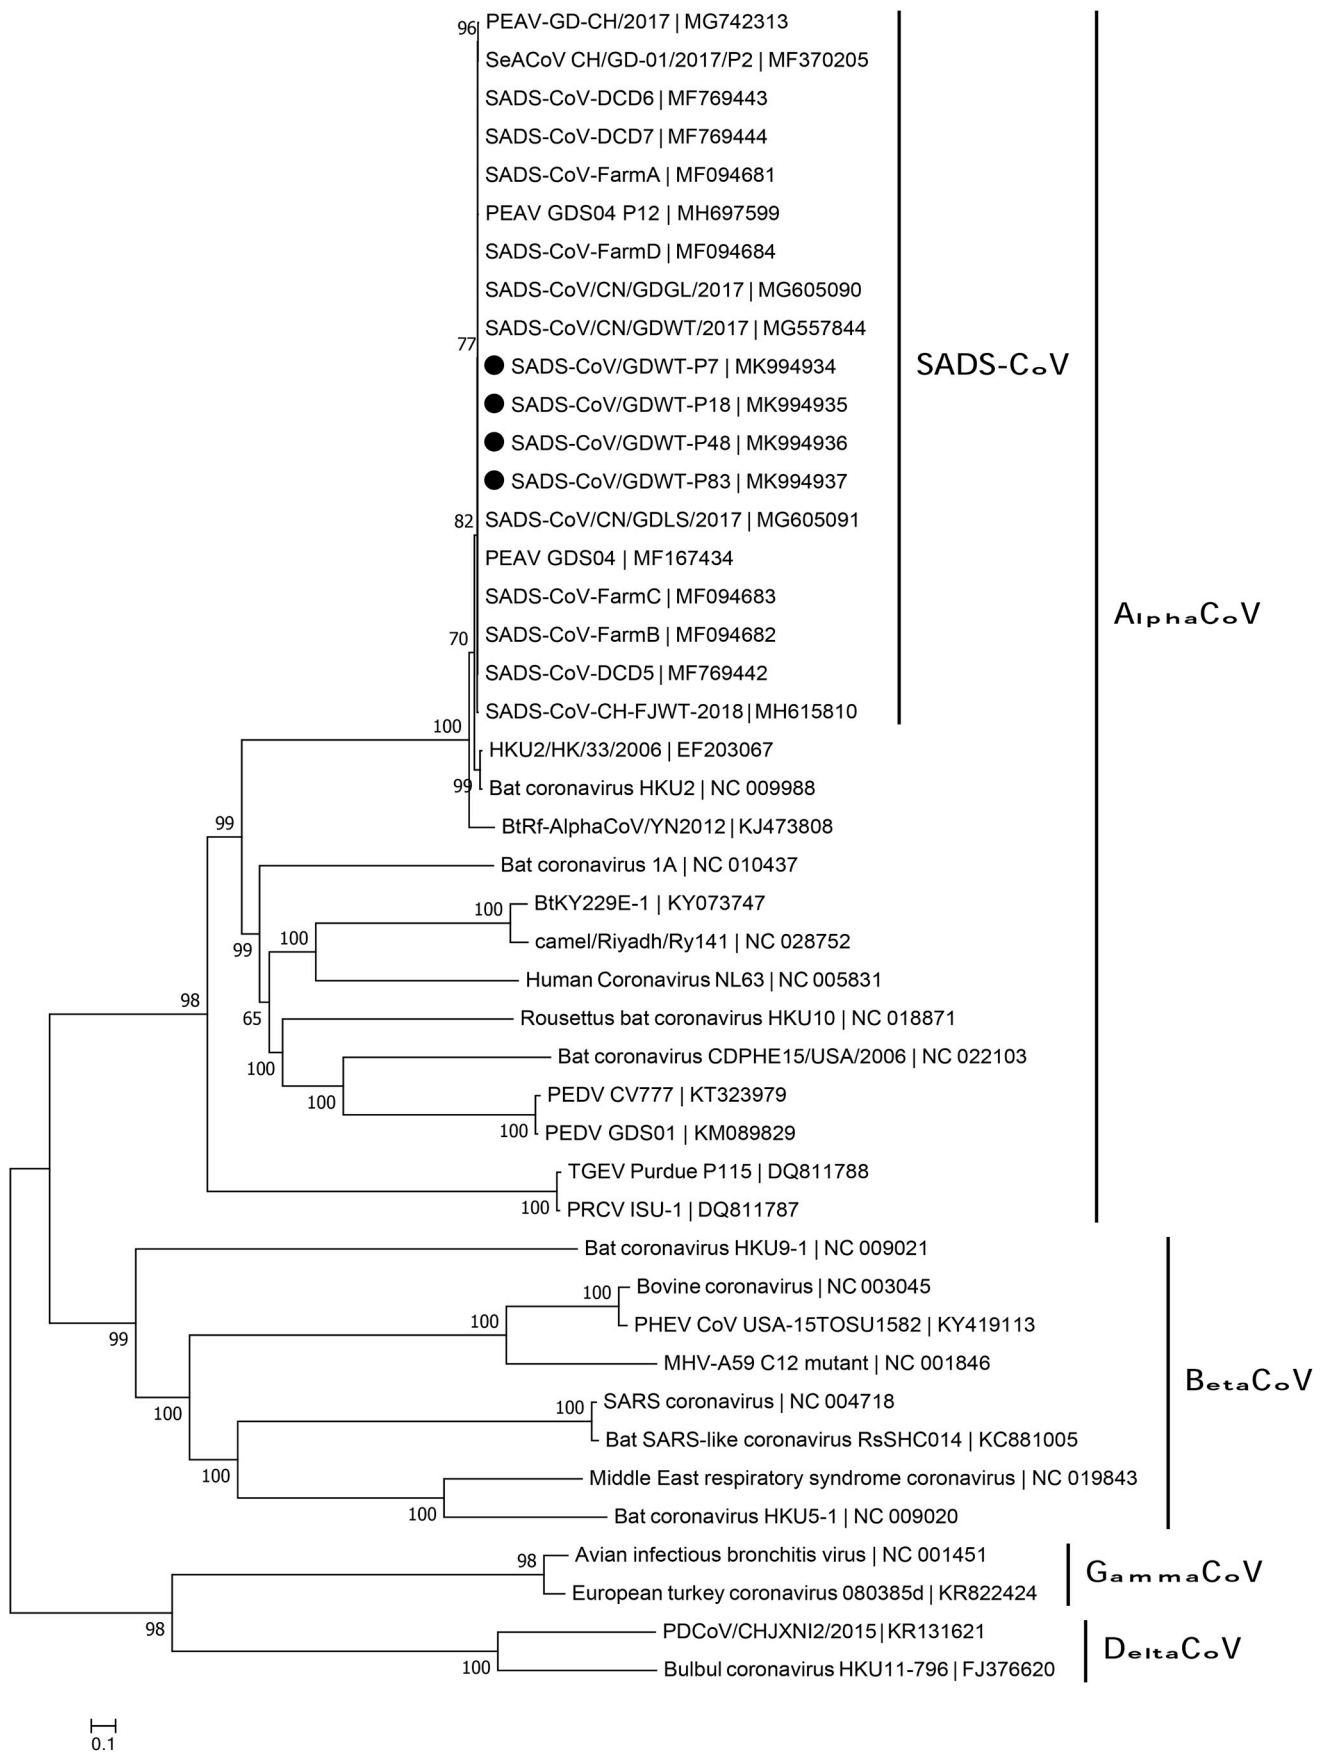 96
PEAV-GD-CH/2017 | MG742313
SeACoV CH/GD-01/2017/P2 | MF370205
SADS-CoV-DCD6 | MF769443
SADS-CoV-DCD7 | MF769444
SADS-CoV-FarmA | MF094681
PEAV GDS04 P12 | MH697599
SADS-CoV-FarmD | MF094684
SADS-CoV/CN/GDGL/2017 | MG605090
SADS-CoV/CN/GDWT/2017 | MG557844
77
SADS-CoV/GDWT-P7 | MK994934
SADS-CoV
SADS-CoV/GDWT-P18 | MK994935
SADS-CoV/GDWT-P48 | MK994936
SADS-CoV/GDWT-P83 | MK994937
82
SADS-CoV/CN/GDLS/2017 | MG605091
PEAV GDS04 | MF167434
SADS-CoV-FarmC | MF094683
AlphaCoV
70
SADS-CoV-FarmB | MF094682
SADS-CoV-DCD5 | MF769442
SADS-CoV-CH-FJWT-2018 | MH615810
100
HKU2/HK/33/2006 | EF203067
99
Bat coronavirus HKU2 | NC 009988
99
BtRf-AlphaCoV/YN2012 | KJ473808
Bat coronavirus 1A | NC 010437
100
BtKY229E-1 | KY073747
100
99
camel/Riyadh/Ry141 | NC 028752
Human Coronavirus NL63 | NC 005831
98
65
Rousettus bat coronavirus HKU10 | NC 018871
100
Bat coronavirus CDPHE15/USA/2006 | NC 022103
100
PEDV CV777 | KT323979
100
PEDV GDS01 | KM089829
TGEV Purdue P115 | DQ811788
100
PRCV ISU-1 | DQ811787
Bat coronavirus HKU9-1 | NC 009021
100
Bovine coronavirus | NC 003045
99
100
PHEV CoV USA-15TOSU1582 | KY419113
MHV-A59 C12 mutant | NC 001846
BetaCoV
100
100
SARS coronavirus | NC 004718
Bat SARS-like coronavirus RsSHC014 | KC881005
100
Middle East respiratory syndrome coronavirus | NC 019843
100
Bat coronavirus HKU5-1 | NC 009020
98
Avian infectious bronchitis virus | NC 001451
GammaCoV
European turkey coronavirus 080385d | KR822424
98
PDCoV/CHJXNI2/2015 | KR131621
DeltaCoV
100
Bulbul coronavirus HKU11-796 | FJ376620
0.1